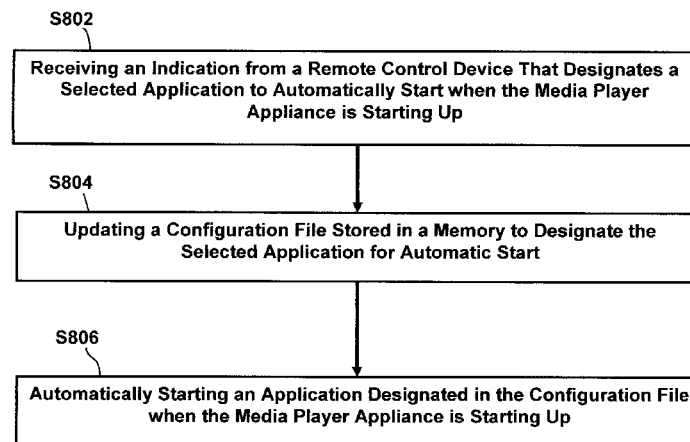 S802
Receiving an Indication from a Remote Control Device That Designates a
Selected Application to Automatically Start when the Media Player
Appliance is Starting Up
S804
Updating a Configuration File Stored in a Memory to Designate the
Selected Application for Automatic Start
S806
Automatically Starting an Application Designated in the Configuration File
when the Media Player Appliance is Starting Up